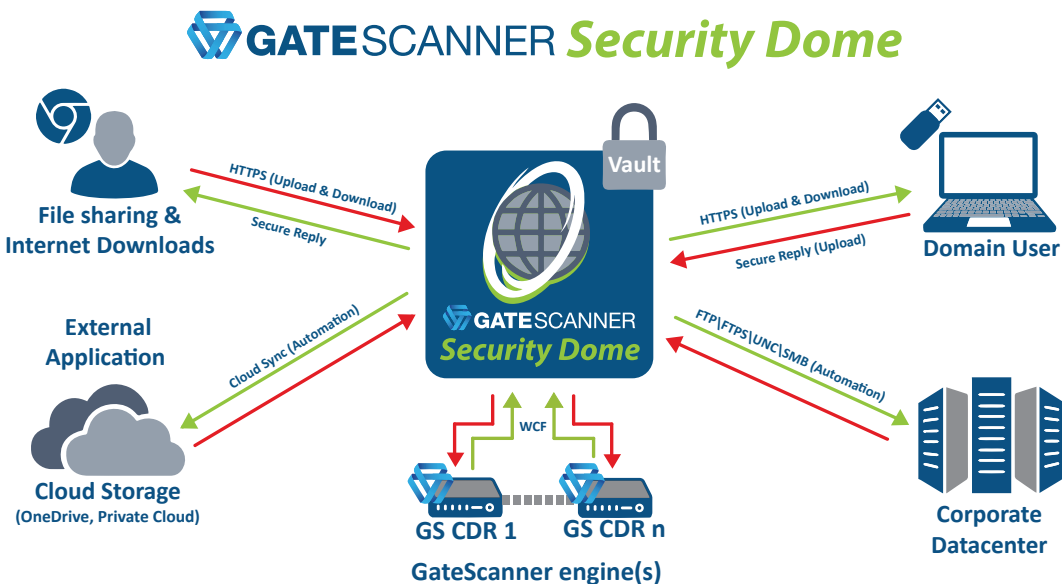 GATESCANNER Security Dome
File sharing &
Internet Downloads
HTTPS (Upload & Download)
Secure Reply
Vault
GATESCANNER
Security Dome
HTTPS (Upload & Download)
Secure Reply (Upload)
Domain User
External
Application
Cloud Sync (Automation)
Cloud Storage
(OneDrive, Private Cloud)
WCF
GS CDR 1
GS CDR n
GateScanner engine(s)
FTP\FTPS\UNC\SMB (Automation)
Corporate
Datacenter